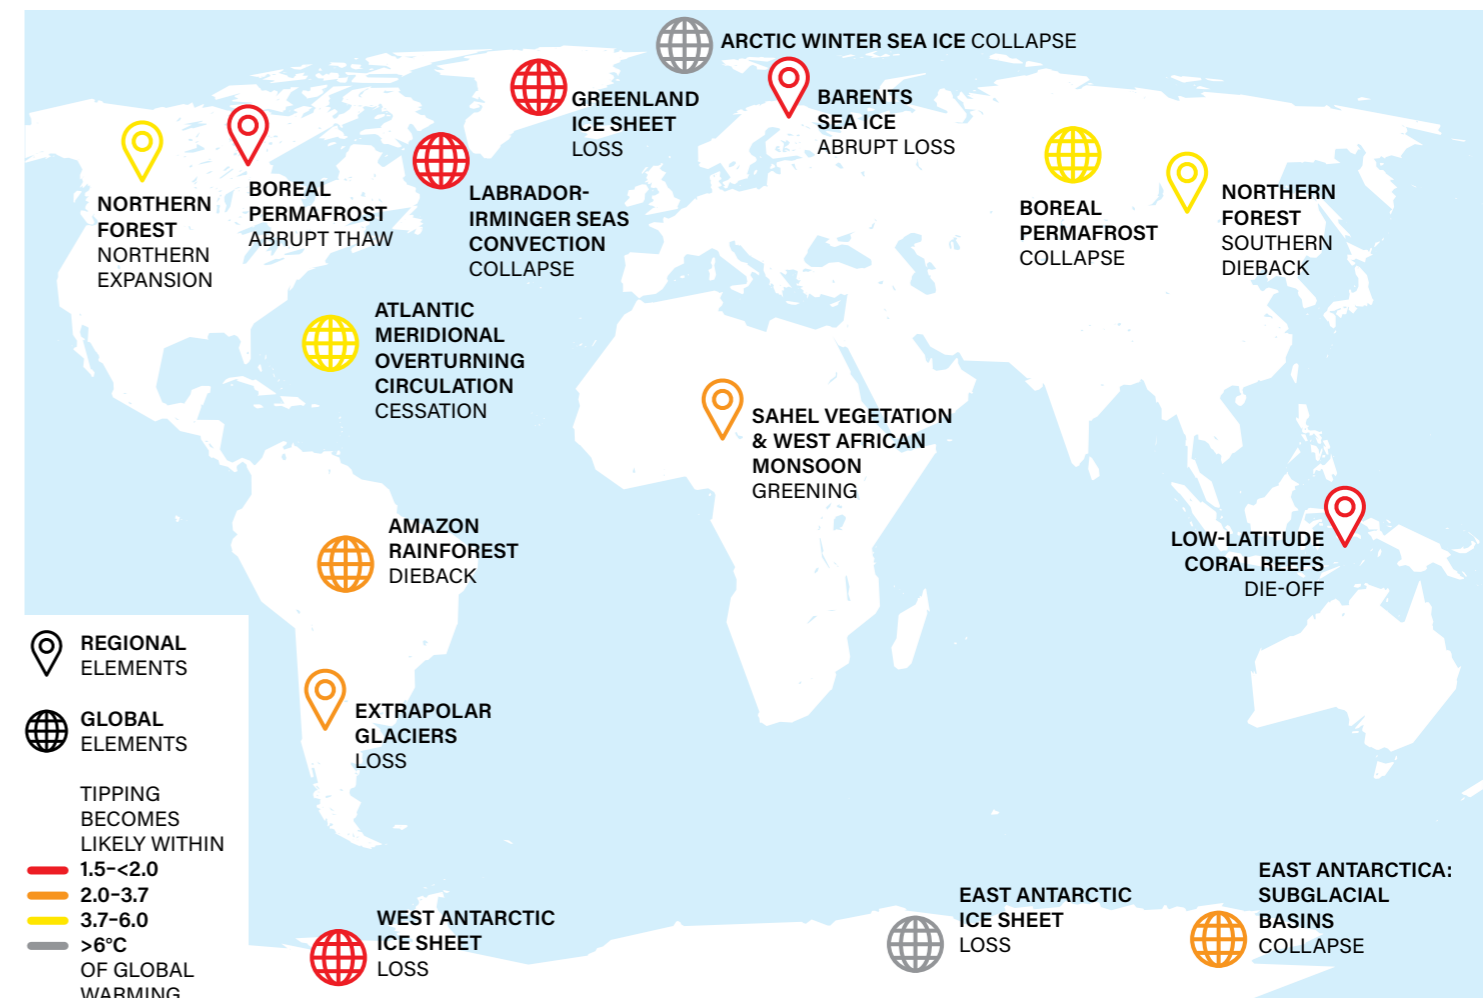 ARCTIC WINTER SEA ICE COLLAPSE
GREENLAND
ICE SHEET
LOSS
BARENTS
SEA ICE
ABRUPT LOSS
NORTHERN
FOREST
NORTHERN
EXPANSION
BOREAL
PERMAFROST
ABRUPT THAW
LABRADOR-
IRMINGER SEAS
CONVECTION
COLLAPSE
BOREAL
PERMAFROST
COLLAPSE
NORTHERN
FOREST
SOUTHERN
DIEBACK
ATLANTIC
MERIDIONAL
OVERTURNING
CIRCULATION
CESSATION
SAHEL VEGETATION
& WEST AFRICAN
MONSOON
GREENING
AMAZON
RAINFOREST
DIEBACK
LOW-LATITUDE
CORAL REEFS
DIE-OFF
EXTRAPOLAR
GLACIERS
LOSS
REGIONAL
ELEMENTS
GLOBAL
ELEMENTS
TIPPING
BECOMES
LIKELY WITHIN
1.5–<2.0
2.0–3.7
3.7–6.0
>6°C
OF GLOBAL
WARMING
WEST ANTARCTIC
ICE SHEET
LOSS
EAST ANTARCTIC
ICE SHEET
LOSS
EAST ANTARCTICA:
SUBGLACIAL
BASINS
COLLAPSE